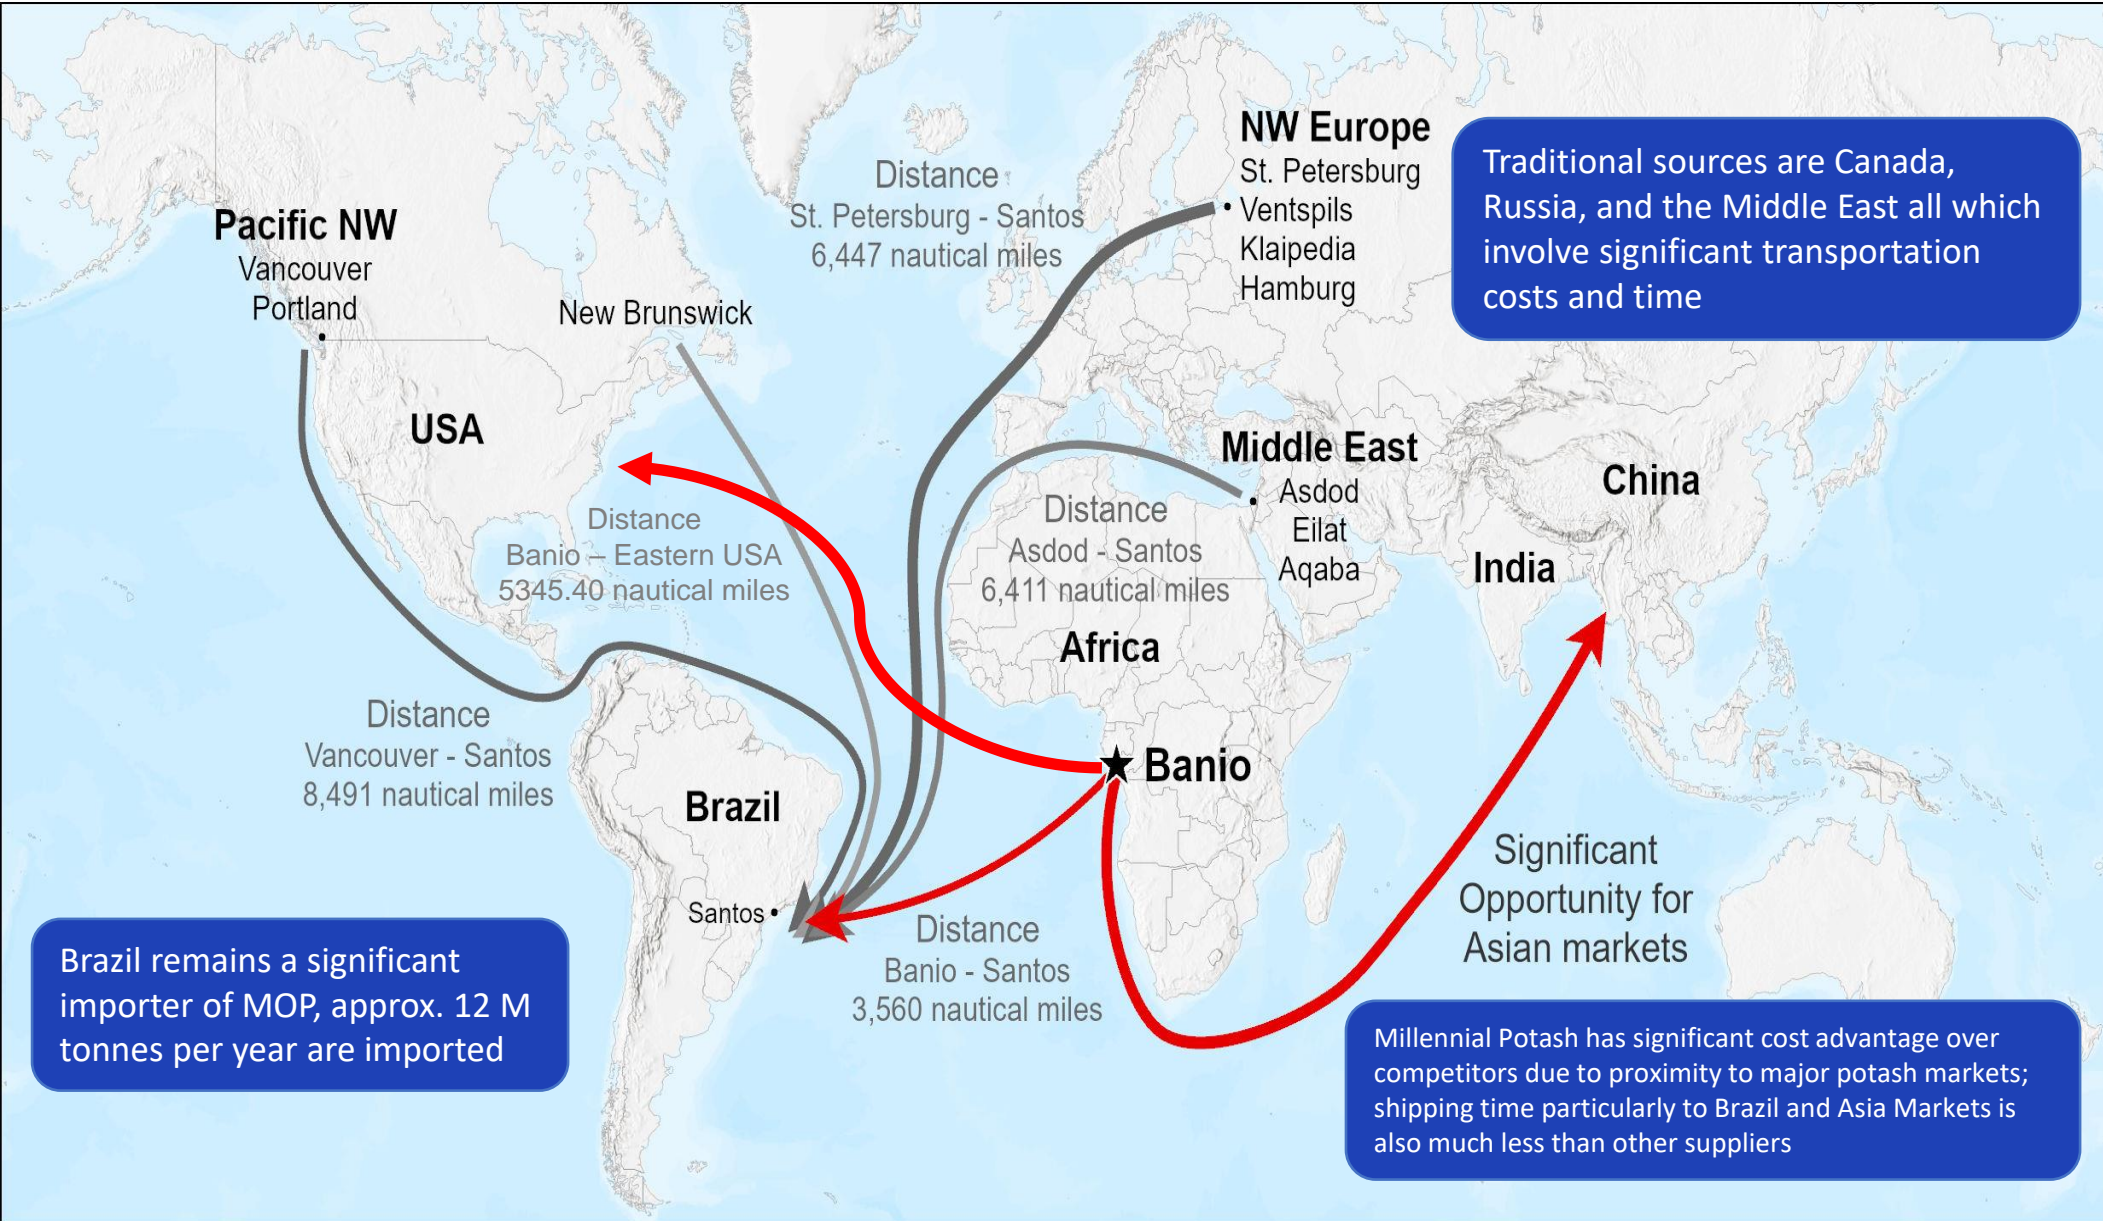 NW Europe
St. Petersburg
Ventspils
Klaipedia
Hamburg
Traditional sources are Canada,
Russia, and the Middle East all which
involve significant transportation
costs and time
Distance
St. Petersburg - Santos
6,447 nautical miles
Pacific NW
Vancouver
Portland
New Brunswick
USA
Middle East
Asdod
Eilat
Aqaba
China
India
Distance
Banio – Eastern USA
5345.40 nautical miles
Distance
Asdod - Santos
6,411 nautical miles
Africa
Distance
Vancouver - Santos
8,491 nautical miles
Banio
Brazil
Santos
Significant
Opportunity for
Asian markets
Distance
Banio - Santos
3,560 nautical miles
Brazil remains a significant
importer of MOP, approx. 12 M
tonnes per year are imported
Millennial Potash has significant cost advantage over
competitors due to proximity to major potash markets;
shipping time particularly to Brazil and Asia Markets is
also much less than other suppliers